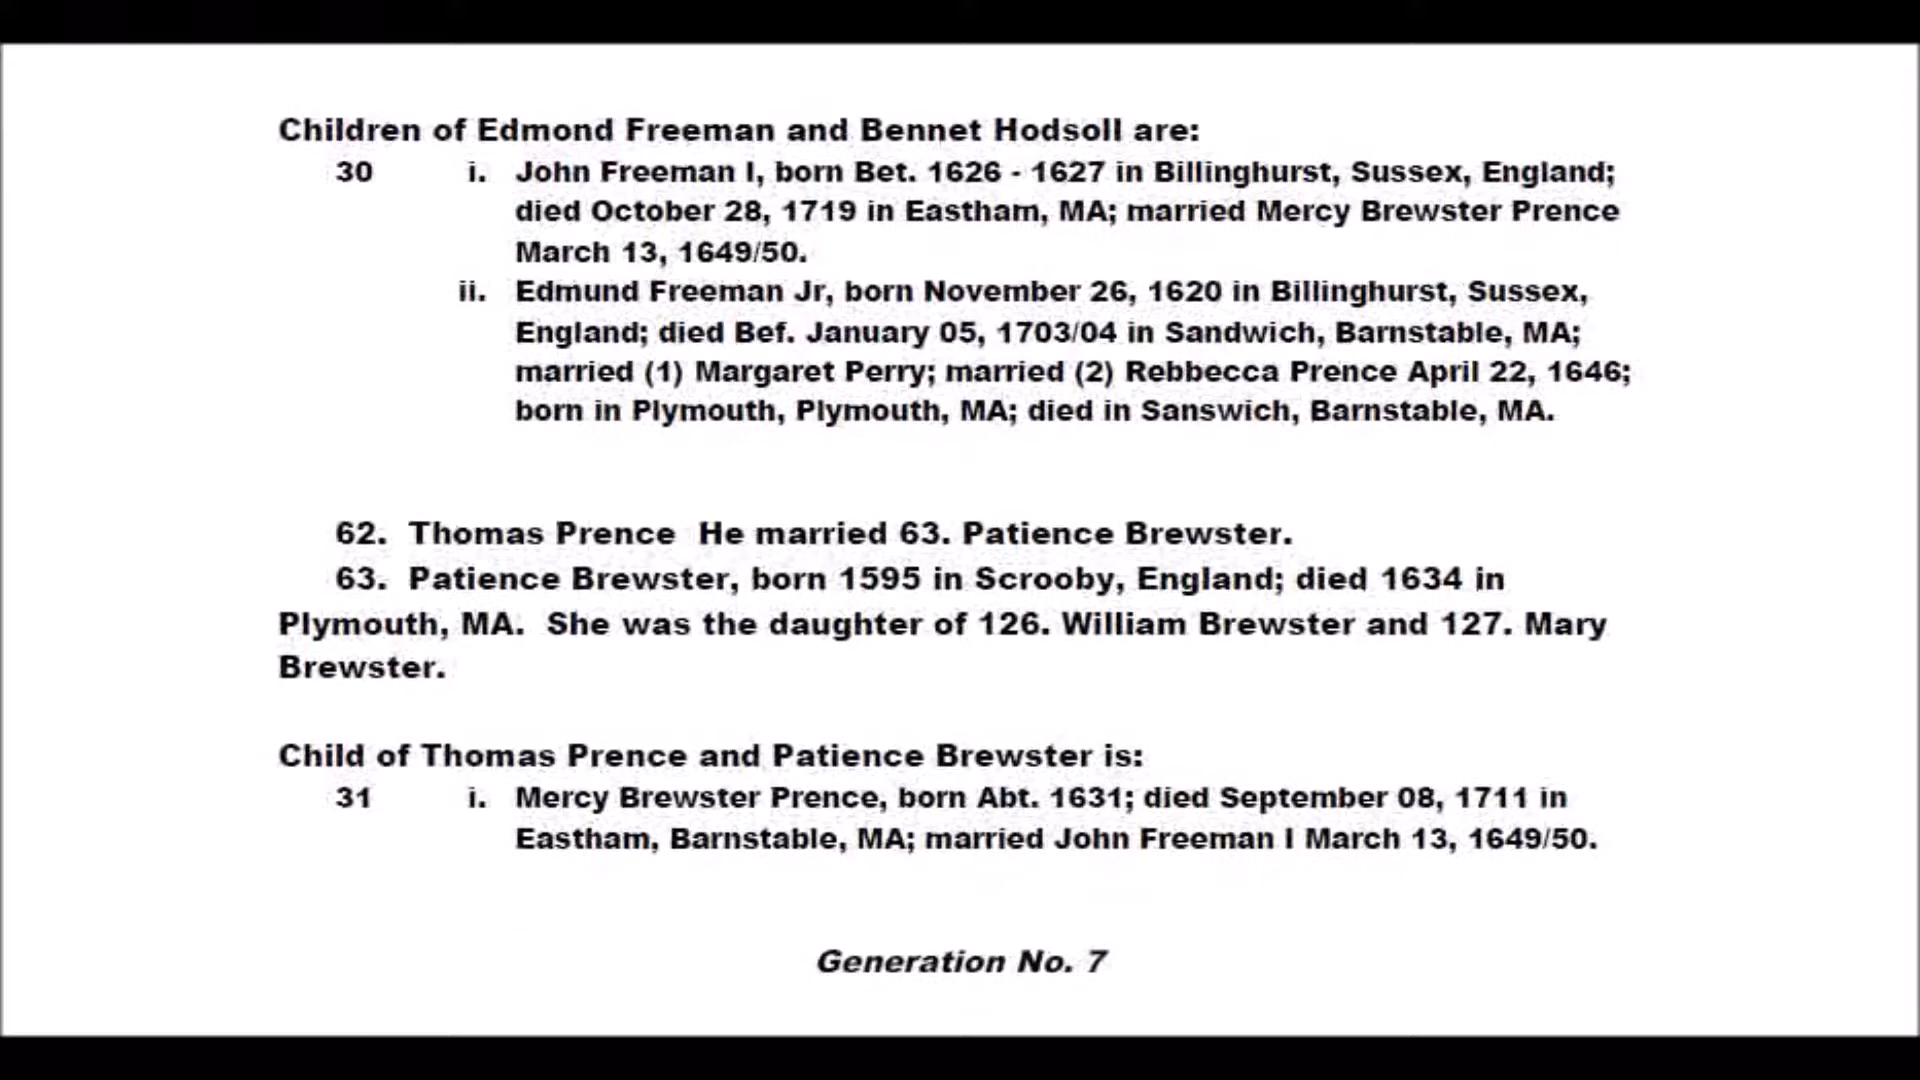 Children of Edmond Freeman and Bennet Hodsoll are:
30 i. John Freeman I, born Bet. 1626 - 1627 in Billinghurst, Sussex, England;
died October 28, 1719 in Eastham, MA; married Mercy Brewster Prence
March 13, 1649/50.
ii. Edmund Freeman Jr, born November 26, 1620 in Billinghurst, Sussex,
England; died Bef. January 05, 1703/04 in Sandwich, Barnstable, MA;
married (1) Margaret Perry; married (2) Rebbecca Prence April 22, 1646;
born in Plymouth, Plymouth, MA; died in Sanswich, Barnstable, MA.
62. Thomas Prence He married 63. Patience Brewster.
63. Patience Brewster, born 1595 in Scrooby, England; died 1634 in
Plymouth, MA. She was the daughter of 126. William Brewster and 127. Mary
Brewster.
Child of Thomas Prence and Patience Brewster is:
31 i. Mercy Brewster Prence, born Abt. 1631; died September 08, 1711 in
Eastham, Barnstable, MA; married John Freeman I March 13, 1649/50.
Generation No. 7